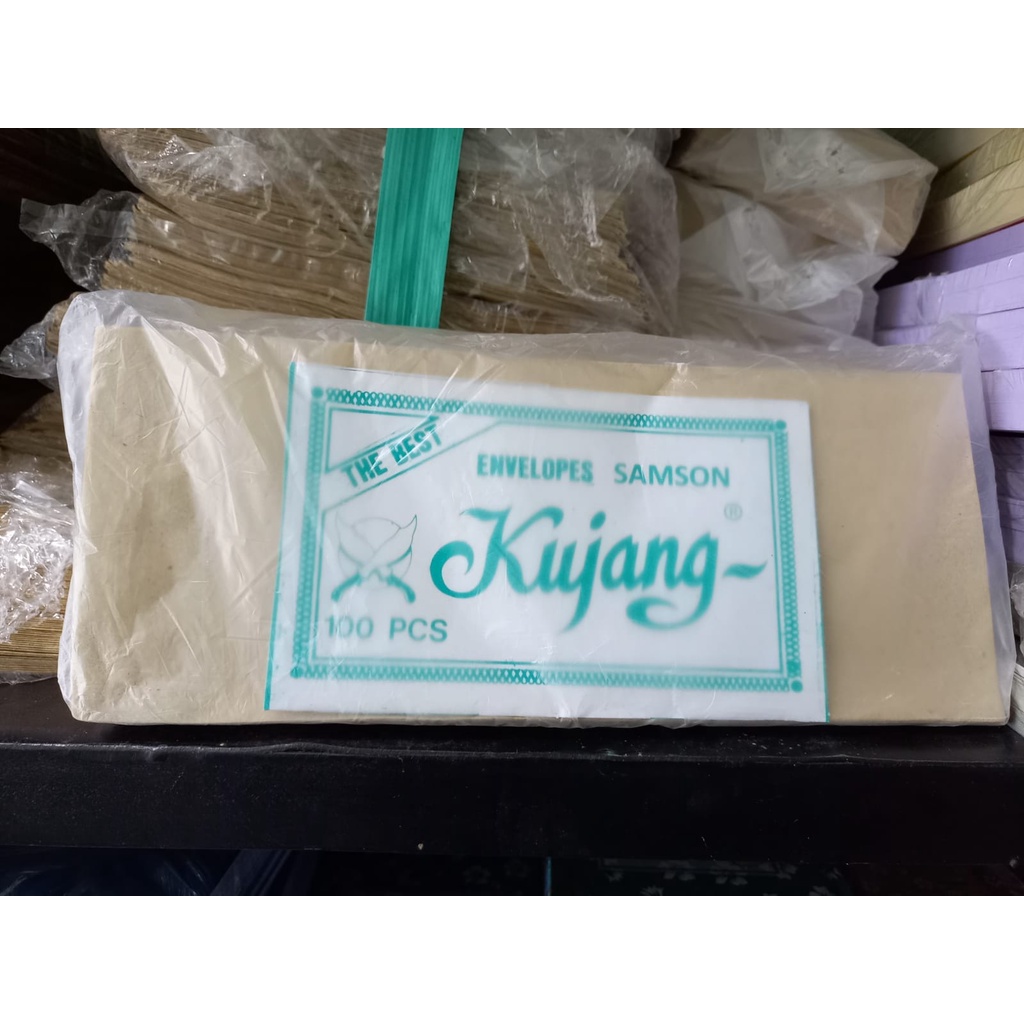 THE BEST
ENVELOPES SAMSON
Kujang ®
100 PCS